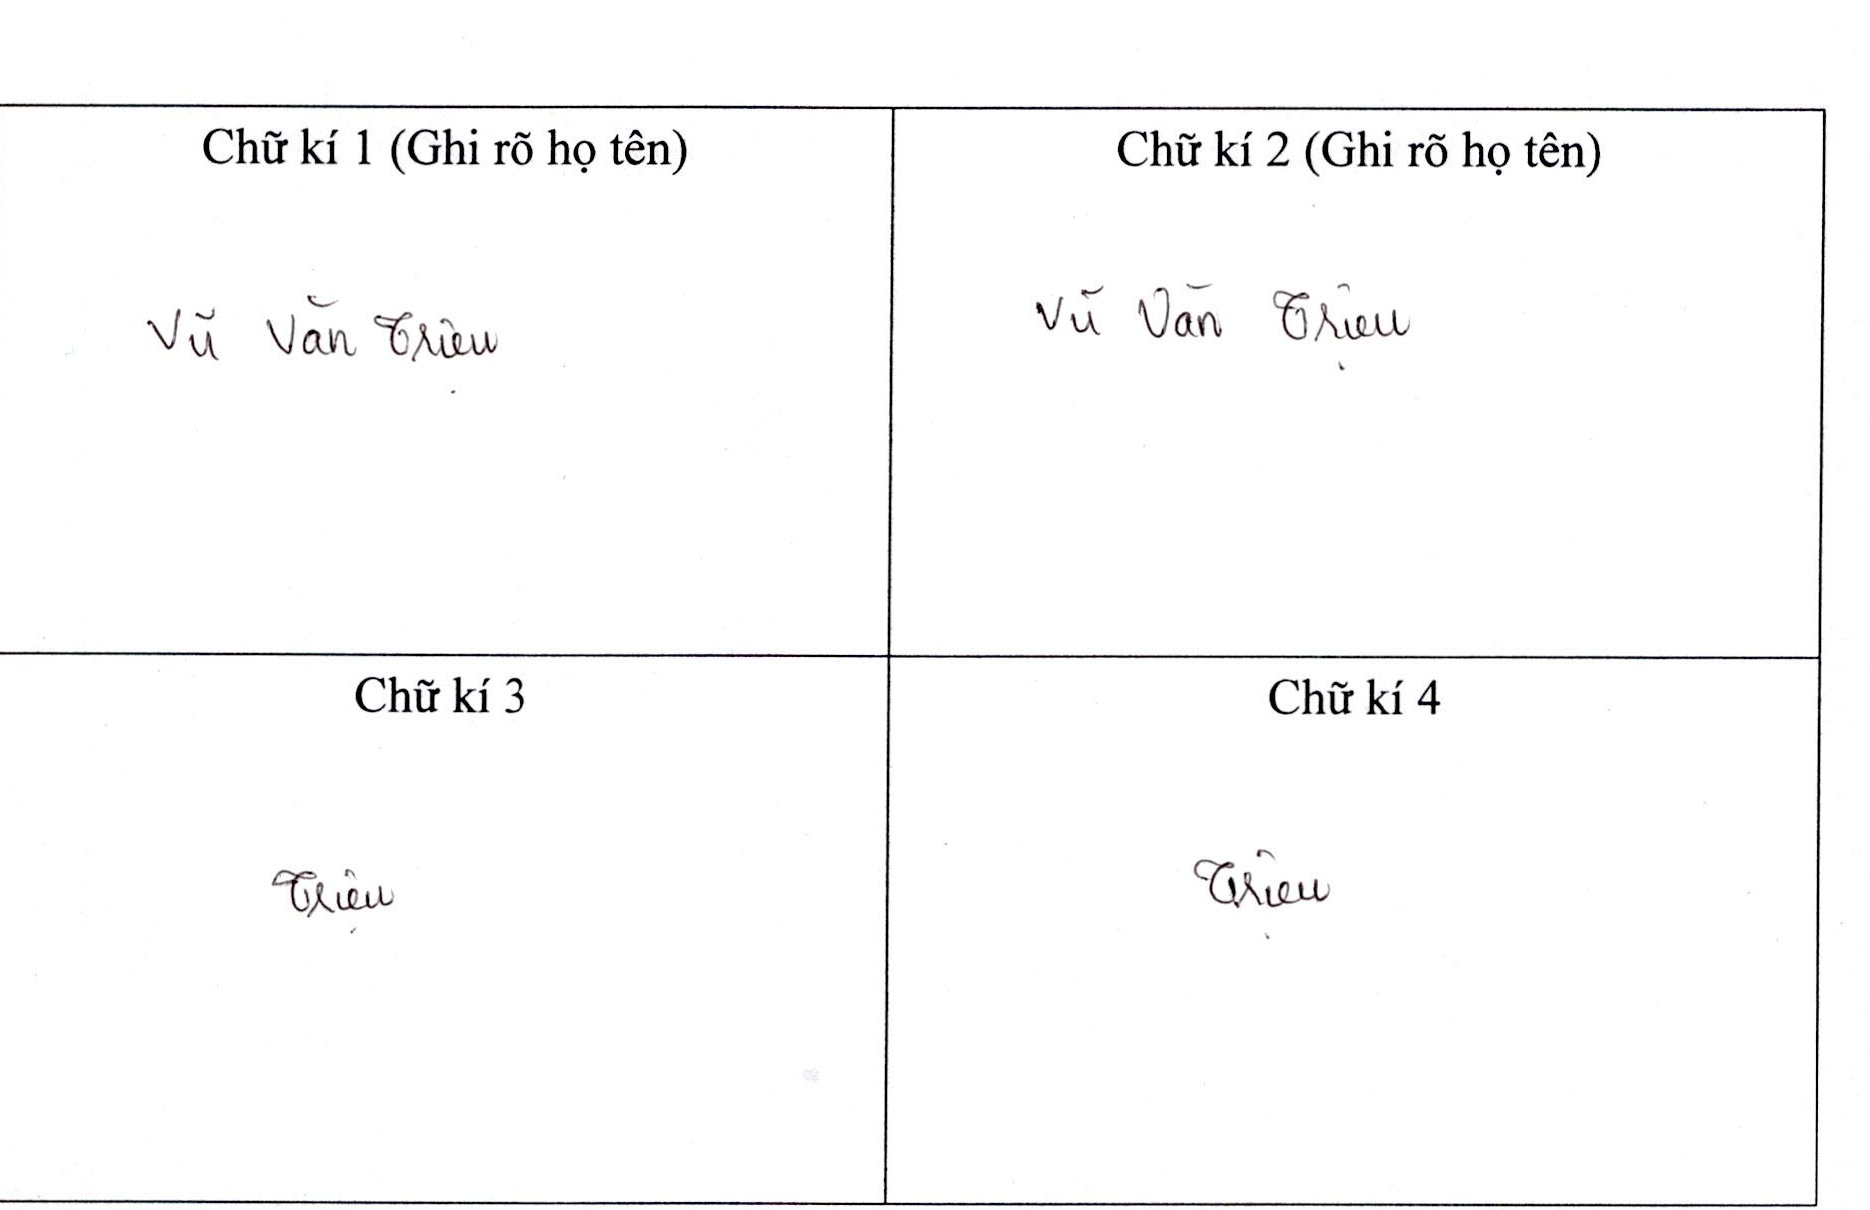 Chữ kí 1 (Ghi rõ họ tên)
Vũ Văn Triệu
Chữ kí 2 (Ghi rõ họ tên)
Vũ Văn Triệu
Chữ kí 3
Triệu
Chữ kí 4
Triệu